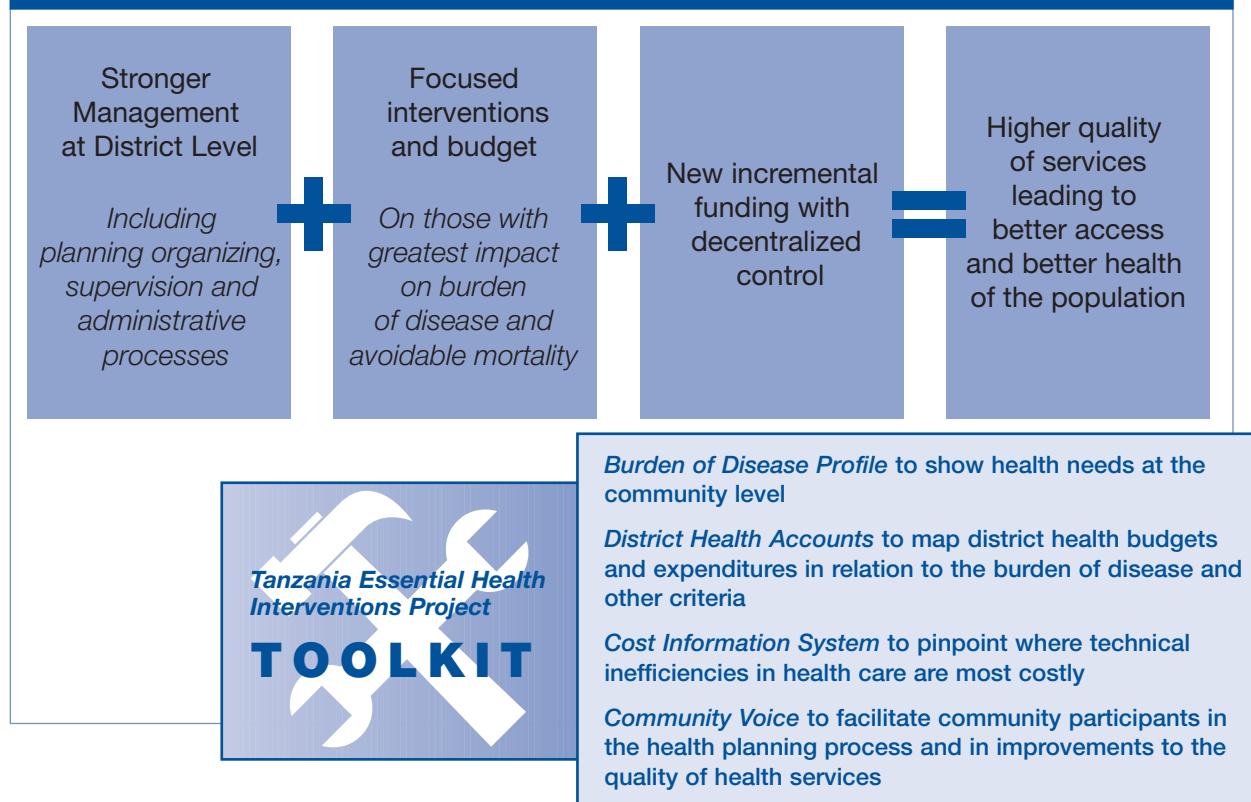 Stronger
Management
at District Level
Including
planning organizing,
supervision and
administrative
processes
+
Focused
interventions
and budget
On those with
greatest impact
on burden
of disease and
avoidable mortality
+
New incremental
funding with
decentralized
control
=
Higher quality
of services
leading to
better access
and better health
of the population
Tanzania Essential Health
Interventions Project
TOOLKIT
Burden of Disease Profile to show health needs at the
community level
District Health Accounts to map district health budgets
and expenditures in relation to the burden of disease and
other criteria
Cost Information System to pinpoint where technical
inefficiencies in health care are most costly
Community Voice to facilitate community participants in
the health planning process and in improvements to the
quality of health services